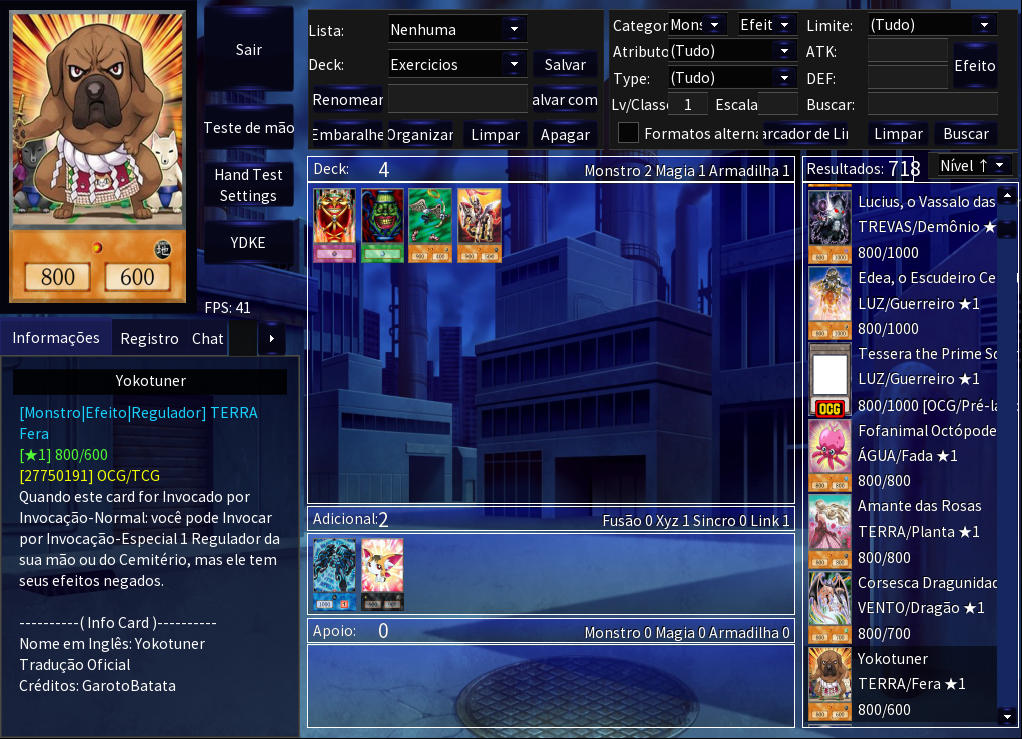 800 600
Sair
Teste de mão
Hand Test
Settings
YDKE
FPS: 41
Lista: Nenhuma
Deck: Exercicios Salvar
Renomear alvar com
Embaralhe Organizar Limpar Apagar
Categor Mons Efeit Limite: (Tudo)
Atributo (Tudo) ATK:
Efeito
Type: (Tudo) DEF:
Lv/Classe 1 Escala Buscar:
Formatos alterna arcador de Lin Limpar Buscar
Informações Registro Chat
Yokotuner
[Monstro|Efeito|Regulador] TERRA
Fera
[★1] 800/600
[27750191] OCG/TCG
Quando este card for Invocado por
Invocação-Normal: você pode Invocar
por Invocação-Especial 1 Regulador da
sua mão ou do Cemitério, mas ele tem
seus efeitos negados.
----------( Info Card )----------
Nome em Inglês: Yokotuner
Tradução Oficial
Créditos: GarotoBatata
Deck: 4 Monstro 2 Magia 1 Armadilha 1
Adicional: 2 Fusão 0 Xyz 1 Sincro 0 Link 1
Apoio: 0 Monstro 0 Magia 0 Armadilha 0
Resultados: 718 Nível ↑
Lucius, o Vassalo das
TREVAS/Demônio ★
800/1000
Edea, o Escudeiro Ce
LUZ/Guerreiro ★1
800/1000
Tessera the Prime Sc
LUZ/Guerreiro ★1
OCG
800/1000 [OCG/Pré-la
Fofanimal Octópode
ÁGUA/Fada ★1
800/800
Amante das Rosas
TERRA/Planta ★1
800/800
Corsesca Dragunidad
VENTO/Dragão ★1
800/700
Yokotuner
TERRA/Fera ★1
800/600